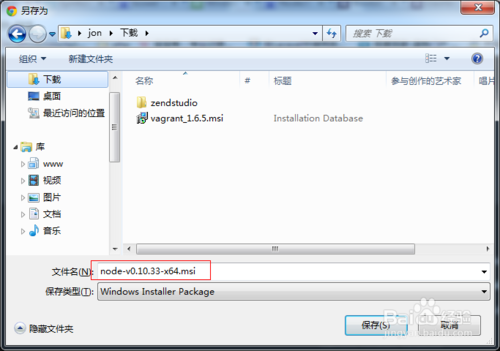 另存为
jon 下载 搜索 下载
组织 新建文件夹
下载
桌面
最近访问的位置
库
www
视频
图片
文档
音乐
名称 # 标题 参与创作的艺术家 唱片
zendstudio
vagrant_1.6.5.msi Installation Database
文件名(N): node-v0.10.33-x64.msi
保存类型(T): Windows Installer Package
隐藏文件夹 保存(S) 取消
Baidu 经验